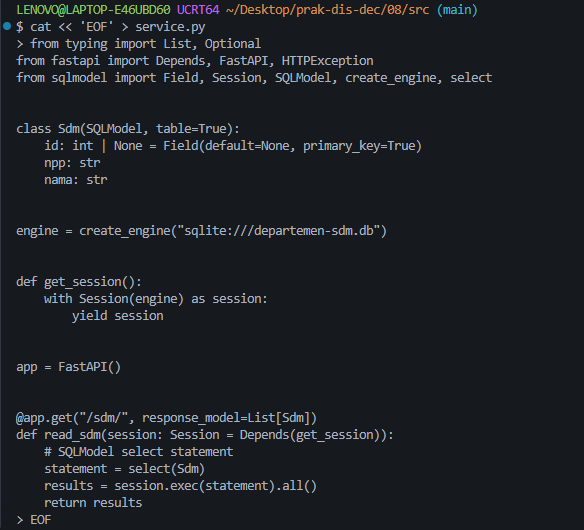 LENOVO@LAPTOP-E46UBD60 UCRT64 ~/Desktop/prak-dis-dec/08/src (main)
$ cat << 'EOF' > service.py
> from typing import List, Optional
from fastapi import Depends, FastAPI, HTTPException
from sqlmodel import Field, Session, SQLModel, create_engine, select


class Sdm(SQLModel, table=True):
    id: int | None = Field(default=None, primary_key=True)
    npp: str
    nama: str


engine = create_engine("sqlite:///departemen-sdm.db")


def get_session():
    with Session(engine) as session:
        yield session


app = FastAPI()


@app.get("/sdm/", response_model=List[Sdm])
def read_sdm(session: Session = Depends(get_session)):
    # SQLModel select statement
    statement = select(Sdm)
    results = session.exec(statement).all()
    return results
> EOF